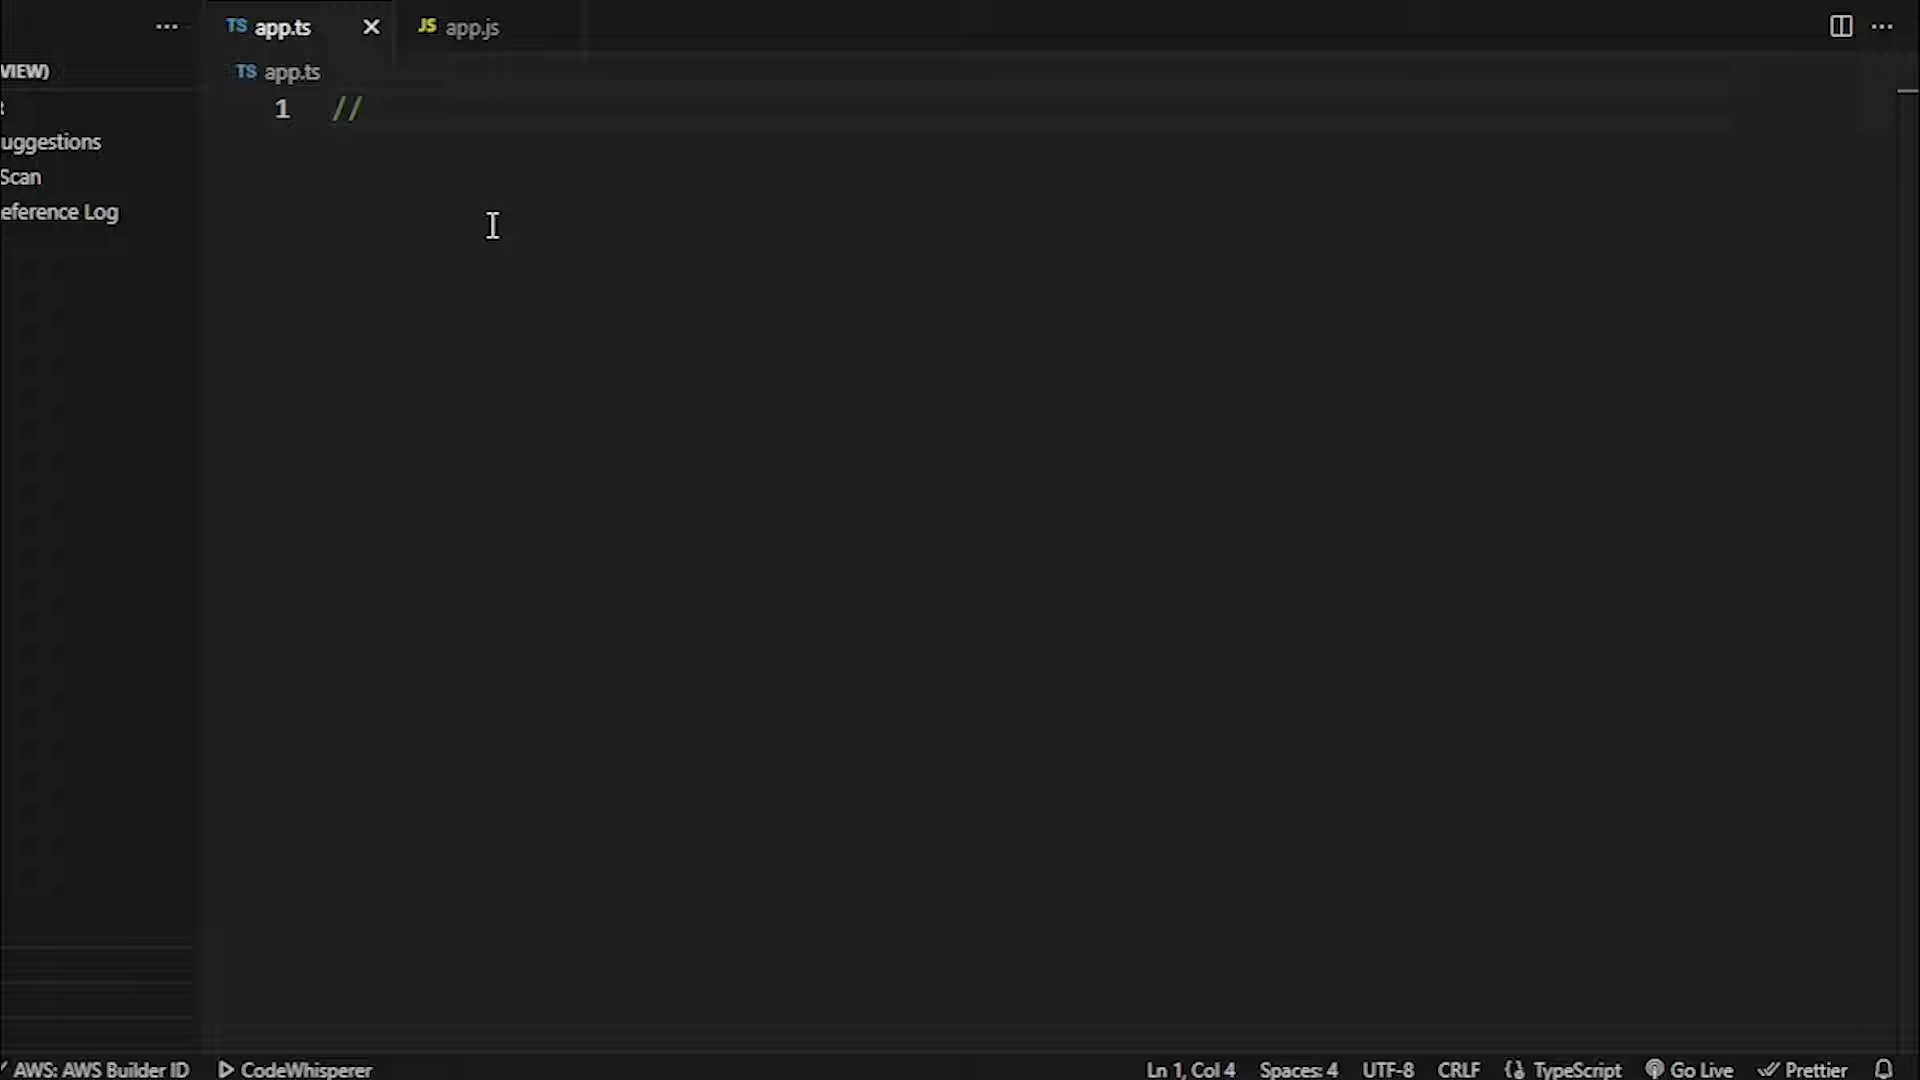 TS app.ts
JS app.js
VIEW)
TS app.ts
1 //
uggestions
Scan
eference Log
AWS: AWS Builder ID
CodeWhisperer
Ln 1, Col 4
Spaces: 4
UTF-8
CRLF
TypeScript
Go Live
Prettier